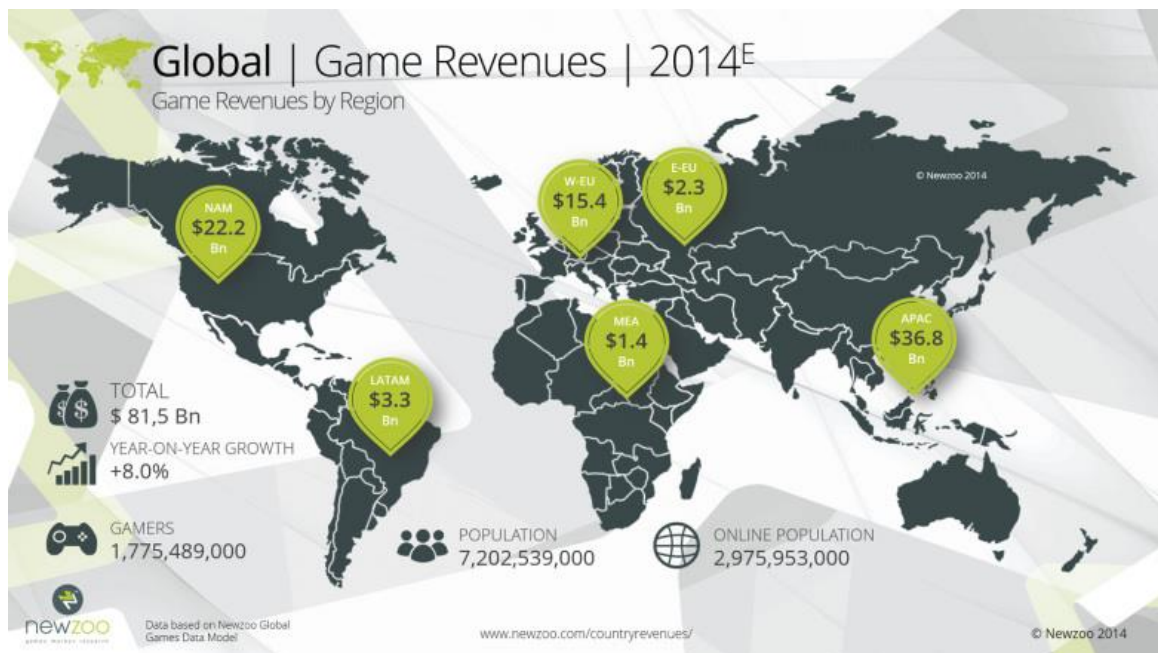 Global | Game Revenues | 2014E
Game Revenues by Region
© Newzoo 2014
NAM
$22.2
Bn
W-EU
$15.4
Bn
E-EU
$2.3
Bn
MEA
$1.4
Bn
APAC
$36.8
Bn
LATAM
$3.3
Bn
TOTAL
$ 81,5 Bn
YEAR-ON-YEAR GROWTH
+8.0%
GAMERS
1,775,489,000
POPULATION
7,202,539,000
ONLINE POPULATION
2,975,953,000
newzoo
games market research
Data based on Newzoo Global
Games Data Model
www.newzoo.com/countryrevenues/
© Newzoo 2014